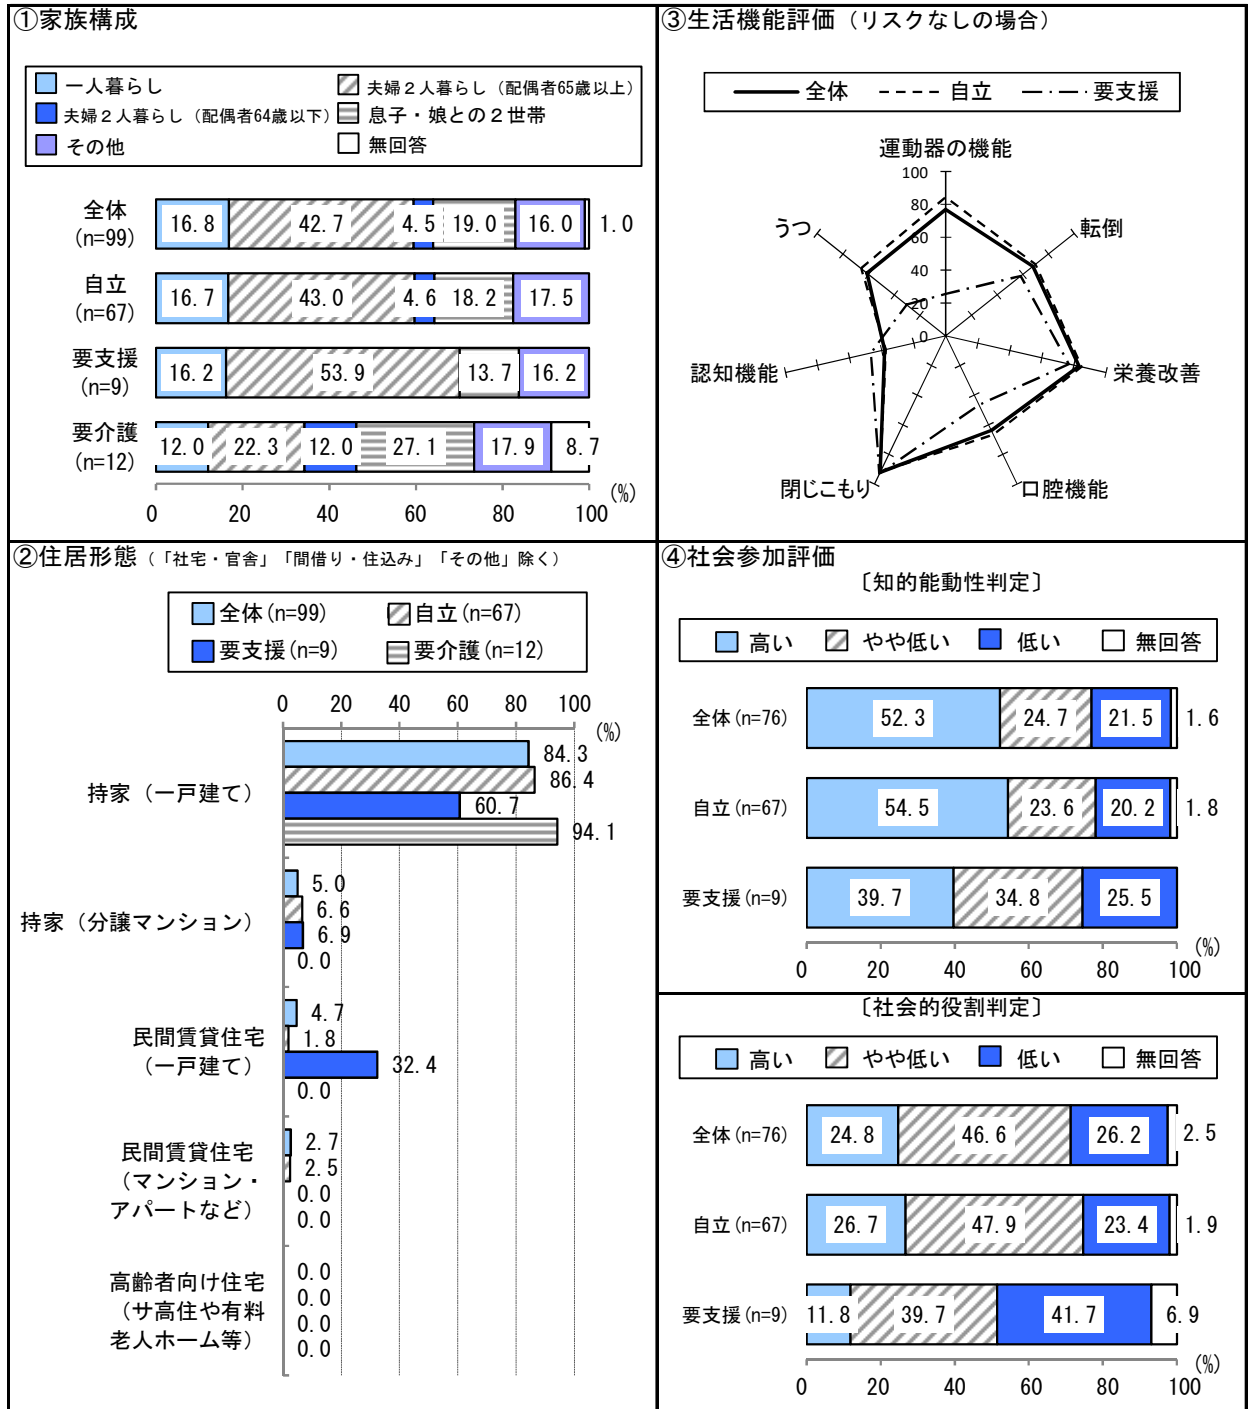 ①家族構成
一人暮らし
夫婦２人暮らし（配偶者65歳以上）
夫婦２人暮らし（配偶者64歳以下）
息子・娘との２世帯
その他
無回答
全体
(n=99)
16.8 42.7 4.5 19.0 16.0 1.0
自立
(n=67)
16.7 43.0 4.6 18.2 17.5
要支援
(n=9)
16.2 53.9 13.7 16.2
要介護
(n=12)
12.0 22.3 12.0 27.1 17.9 8.7
(%)
0 20 40 60 80 100
②住居形態（「社宅・官舎」「間借り・住込み」「その他」除く）
全体(n=99) 自立(n=67)
要支援(n=9) 要介護(n=12)
0 20 40 60 80 100
(%)
持家（一戸建て）
84.3
86.4
60.7
94.1
持家（分譲マンション）
5.0
6.6
6.9
0.0
民間賃貸住宅
（一戸建て）
4.7
1.8
32.4
0.0
民間賃貸住宅
（マンション・
アパートなど）
2.7
2.5
0.0
0.0
高齢者向け住宅
（サ高住や有料
老人ホーム等）
0.0
0.0
0.0
0.0
③生活機能評価（リスクなしの場合）
全体 自立 要支援
運動器の機能
転倒
栄養改善
口腔機能
閉じこもり
認知機能
うつ
100
80
60
40
20
0
④社会参加評価
〔知的能動性判定〕
高い やや低い 低い 無回答
全体(n=76) 52.3 24.7 21.5 1.6
自立(n=67) 54.5 23.6 20.2 1.8
要支援(n=9) 39.7 34.8 25.5
(%)
0 20 40 60 80 100
〔社会的役割判定〕
高い やや低い 低い 無回答
全体(n=76) 24.8 46.6 26.2 2.5
自立(n=67) 26.7 47.9 23.4 1.9
要支援(n=9) 11.8 39.7 41.7 6.9
(%)
0 20 40 60 80 100